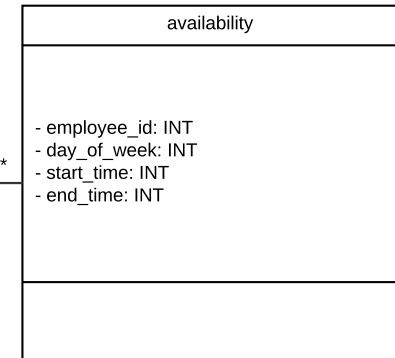 availability
- employee_id: INT
- day_of_week: INT
*
- start_time: INT
- end_time: INT